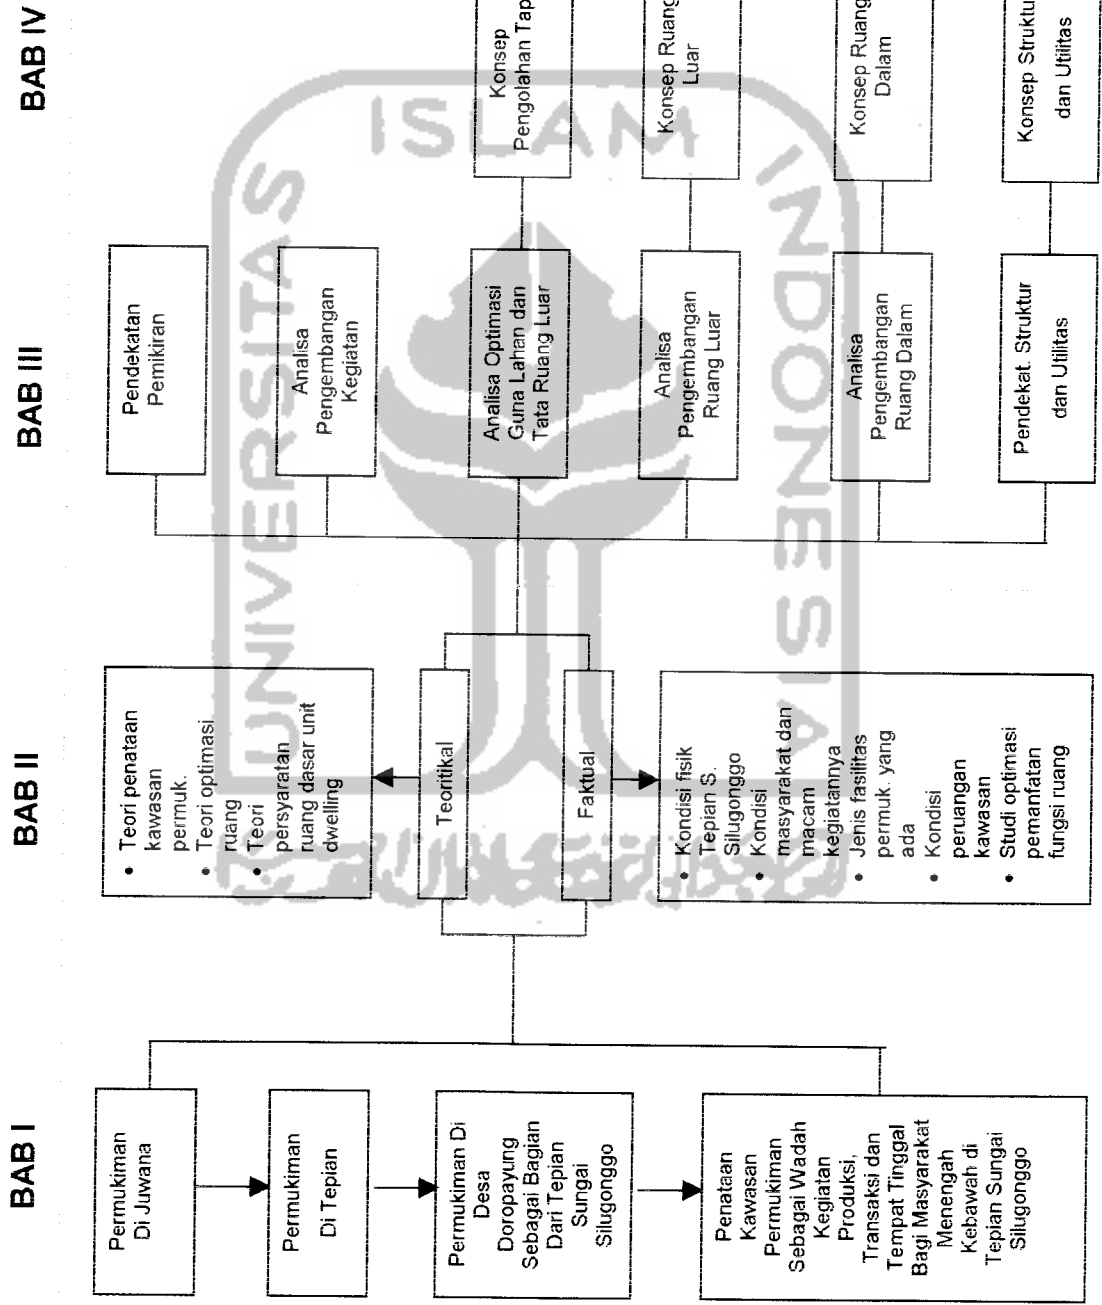 BAB I
Permukiman
Di Juwana
Permukiman
Di Tepian
Permukiman Di
Desa
Doropayung
Sebagai Bagian
Dari Tepian
Sungai
Silugonggo
Penataan
Kawasan
Permukiman
Sebagai Wadah
Kegiatan
Produksi,
Transaksi dan
Tempat Tinggal
Bagi Masyarakat
Menengah
Kebawah di
Tepian Sungai
Silugonggo
BAB II
• Teori penataan
kawasan
permuk.
• Teori optimasi
ruang
• Teori
persyaratan
ruang dasar unit
dwelling
Teoritikal
Faktual
• Kondisi fisik
Tepian S.
Silugonggo
• Kondisi
masyarakat dan
macam
kegiatannya
• Jenis fasilitas
permuk. yang
ada
• Kondisi
peruangan
kawasan
• Studi optimasi
pemanfatan
fungsi ruang
BAB III
Pendekatan
Pemikiran
Analisa
Pengembangan
Kegiatan
Analisa Optimasi
Guna Lahan dan
Tata Ruang Luar
Analisa
Pengembangan
Ruang Luar
Analisa
Pengembangan
Ruang Dalam
Pendekat. Struktur
dan Utilitas
BAB IV
Konsep
Pengolahan Tap
Konsep Ruang
Luar
Konsep Ruang
Dalam
Konsep Struktu
dan Utilitas
UNIVERSITAS
ISLAM
INDONESIA